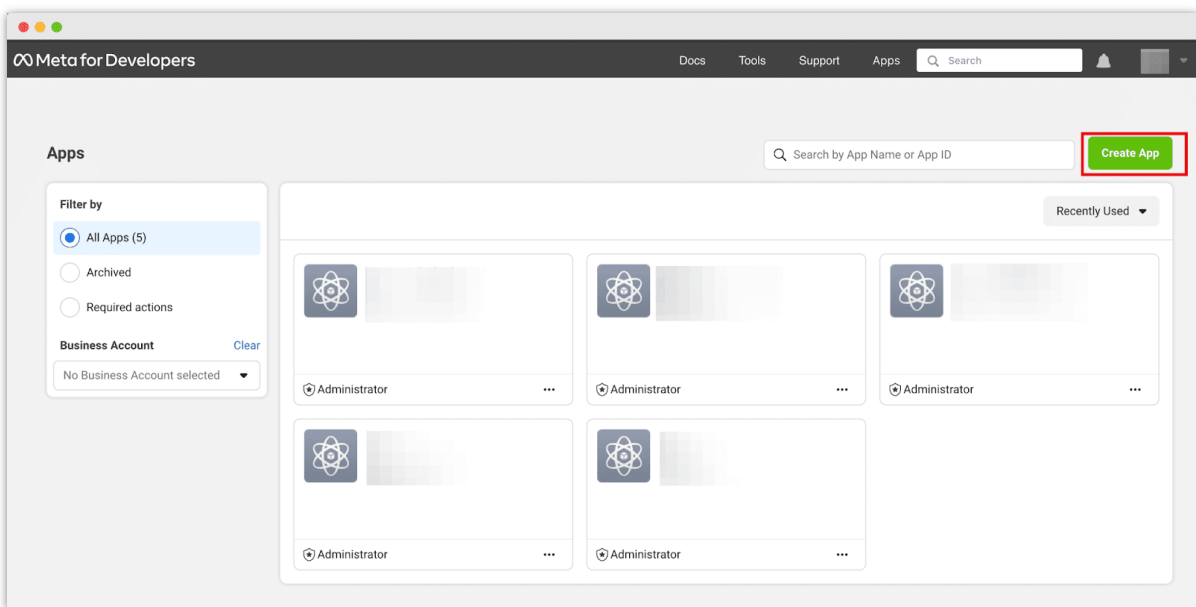 Meta for Developers
Docs Tools Support Apps Search
Apps
Search by App Name or App ID
Create App
Filter by
All Apps (5)
Archived
Required actions
Business Account Clear
No Business Account selected
Recently Used
Administrator ...
Administrator ...
Administrator ...
Administrator ...
Administrator ...